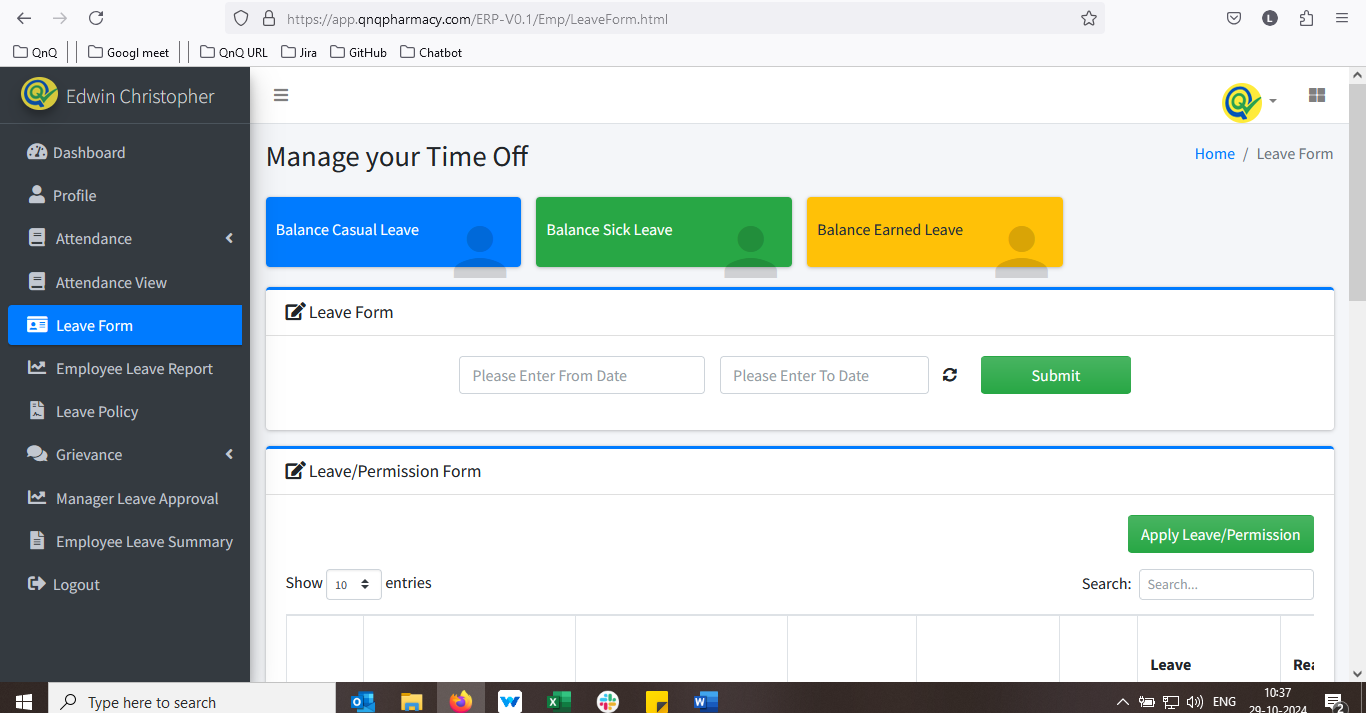 https://app.qnqpharmacy.com/ERP-V0.1/Emp/LeaveForm.html
L
QnQ
Googl meet
QnQ URL
Jira
GitHub
Chatbot
Edwin Christopher
Dashboard
Profile
Attendance
Attendance View
Leave Form
Employee Leave Report
Leave Policy
Grievance
Manager Leave Approval
Employee Leave Summary
Logout
Manage your Time Off
Home / Leave Form
Balance Casual Leave
Balance Sick Leave
Balance Earned Leave
Leave Form
Please Enter From Date
Please Enter To Date
Submit
Leave/Permission Form
Apply Leave/Permission
Show 10 entries
Search: Search...
Leave
Rea
Type here to search
ENG
10:37
29-10-2024
2